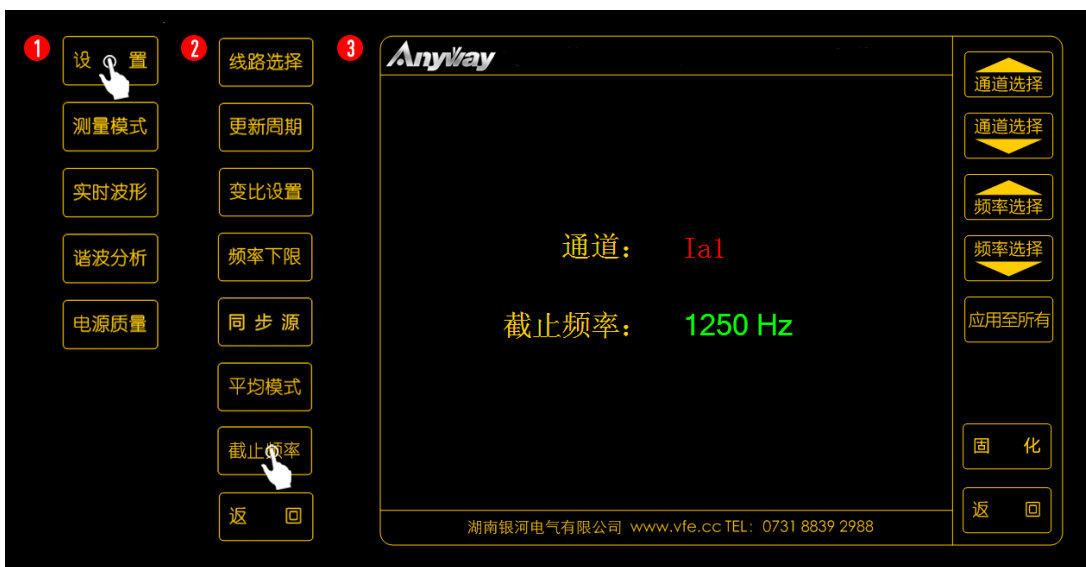 1
设 置
测量模式
实时波形
谐波分析
电源质量
2
线路选择
更新周期
变比设置
频率下限
同 步 源
平均模式
截止频率
返 回
3
AnyWay
通道： Ia1
截止频率： 1250 Hz
湖南银河电气有限公司 www.vfe.cc TEL：0731 8839 2988
通道选择
通道选择
频率选择
频率选择
应用至所有
固 化
返 回